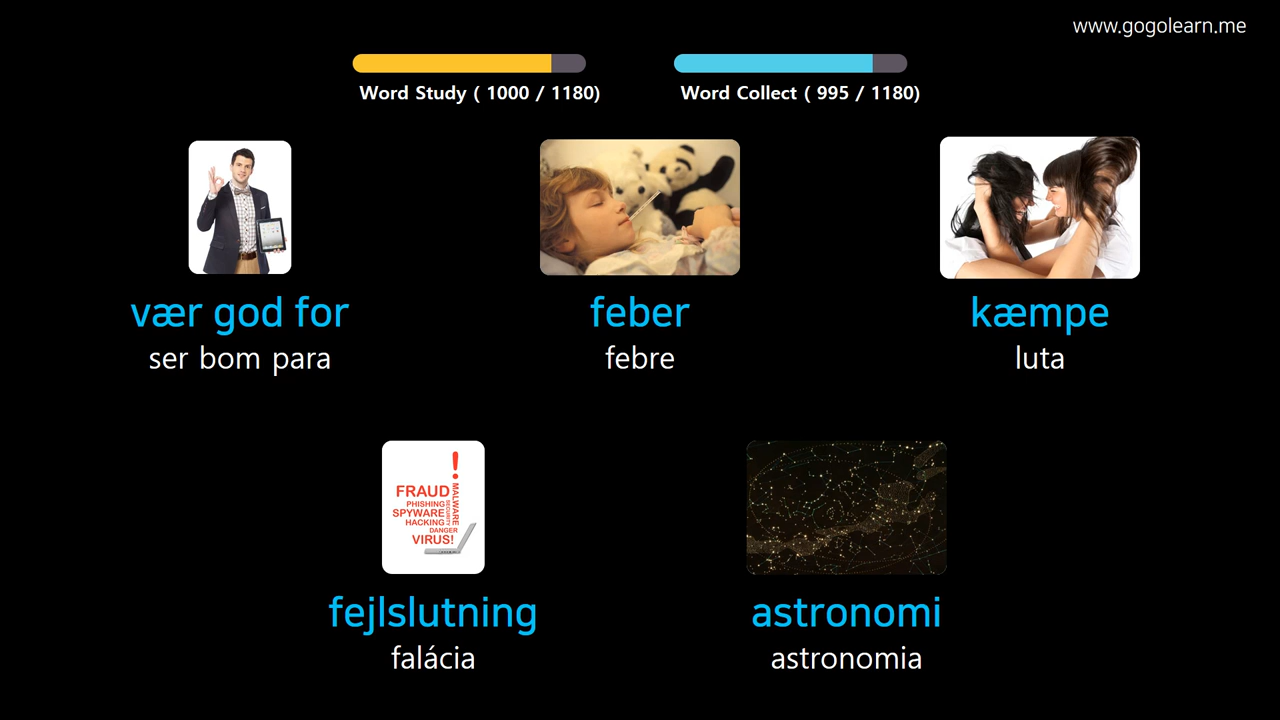 www.gogolearn.me
Word Study ( 1000 / 1180)
Word Collect ( 995 / 1180)
vær god for
ser bom para
feber
febre
kæmpe
luta
!
FRAUD
PHISHING
SPYWARE
HACKING
DANGER
VIRUS!
MALWARE
SECURITY
fejlslutning
falácia
astronomi
astronomia